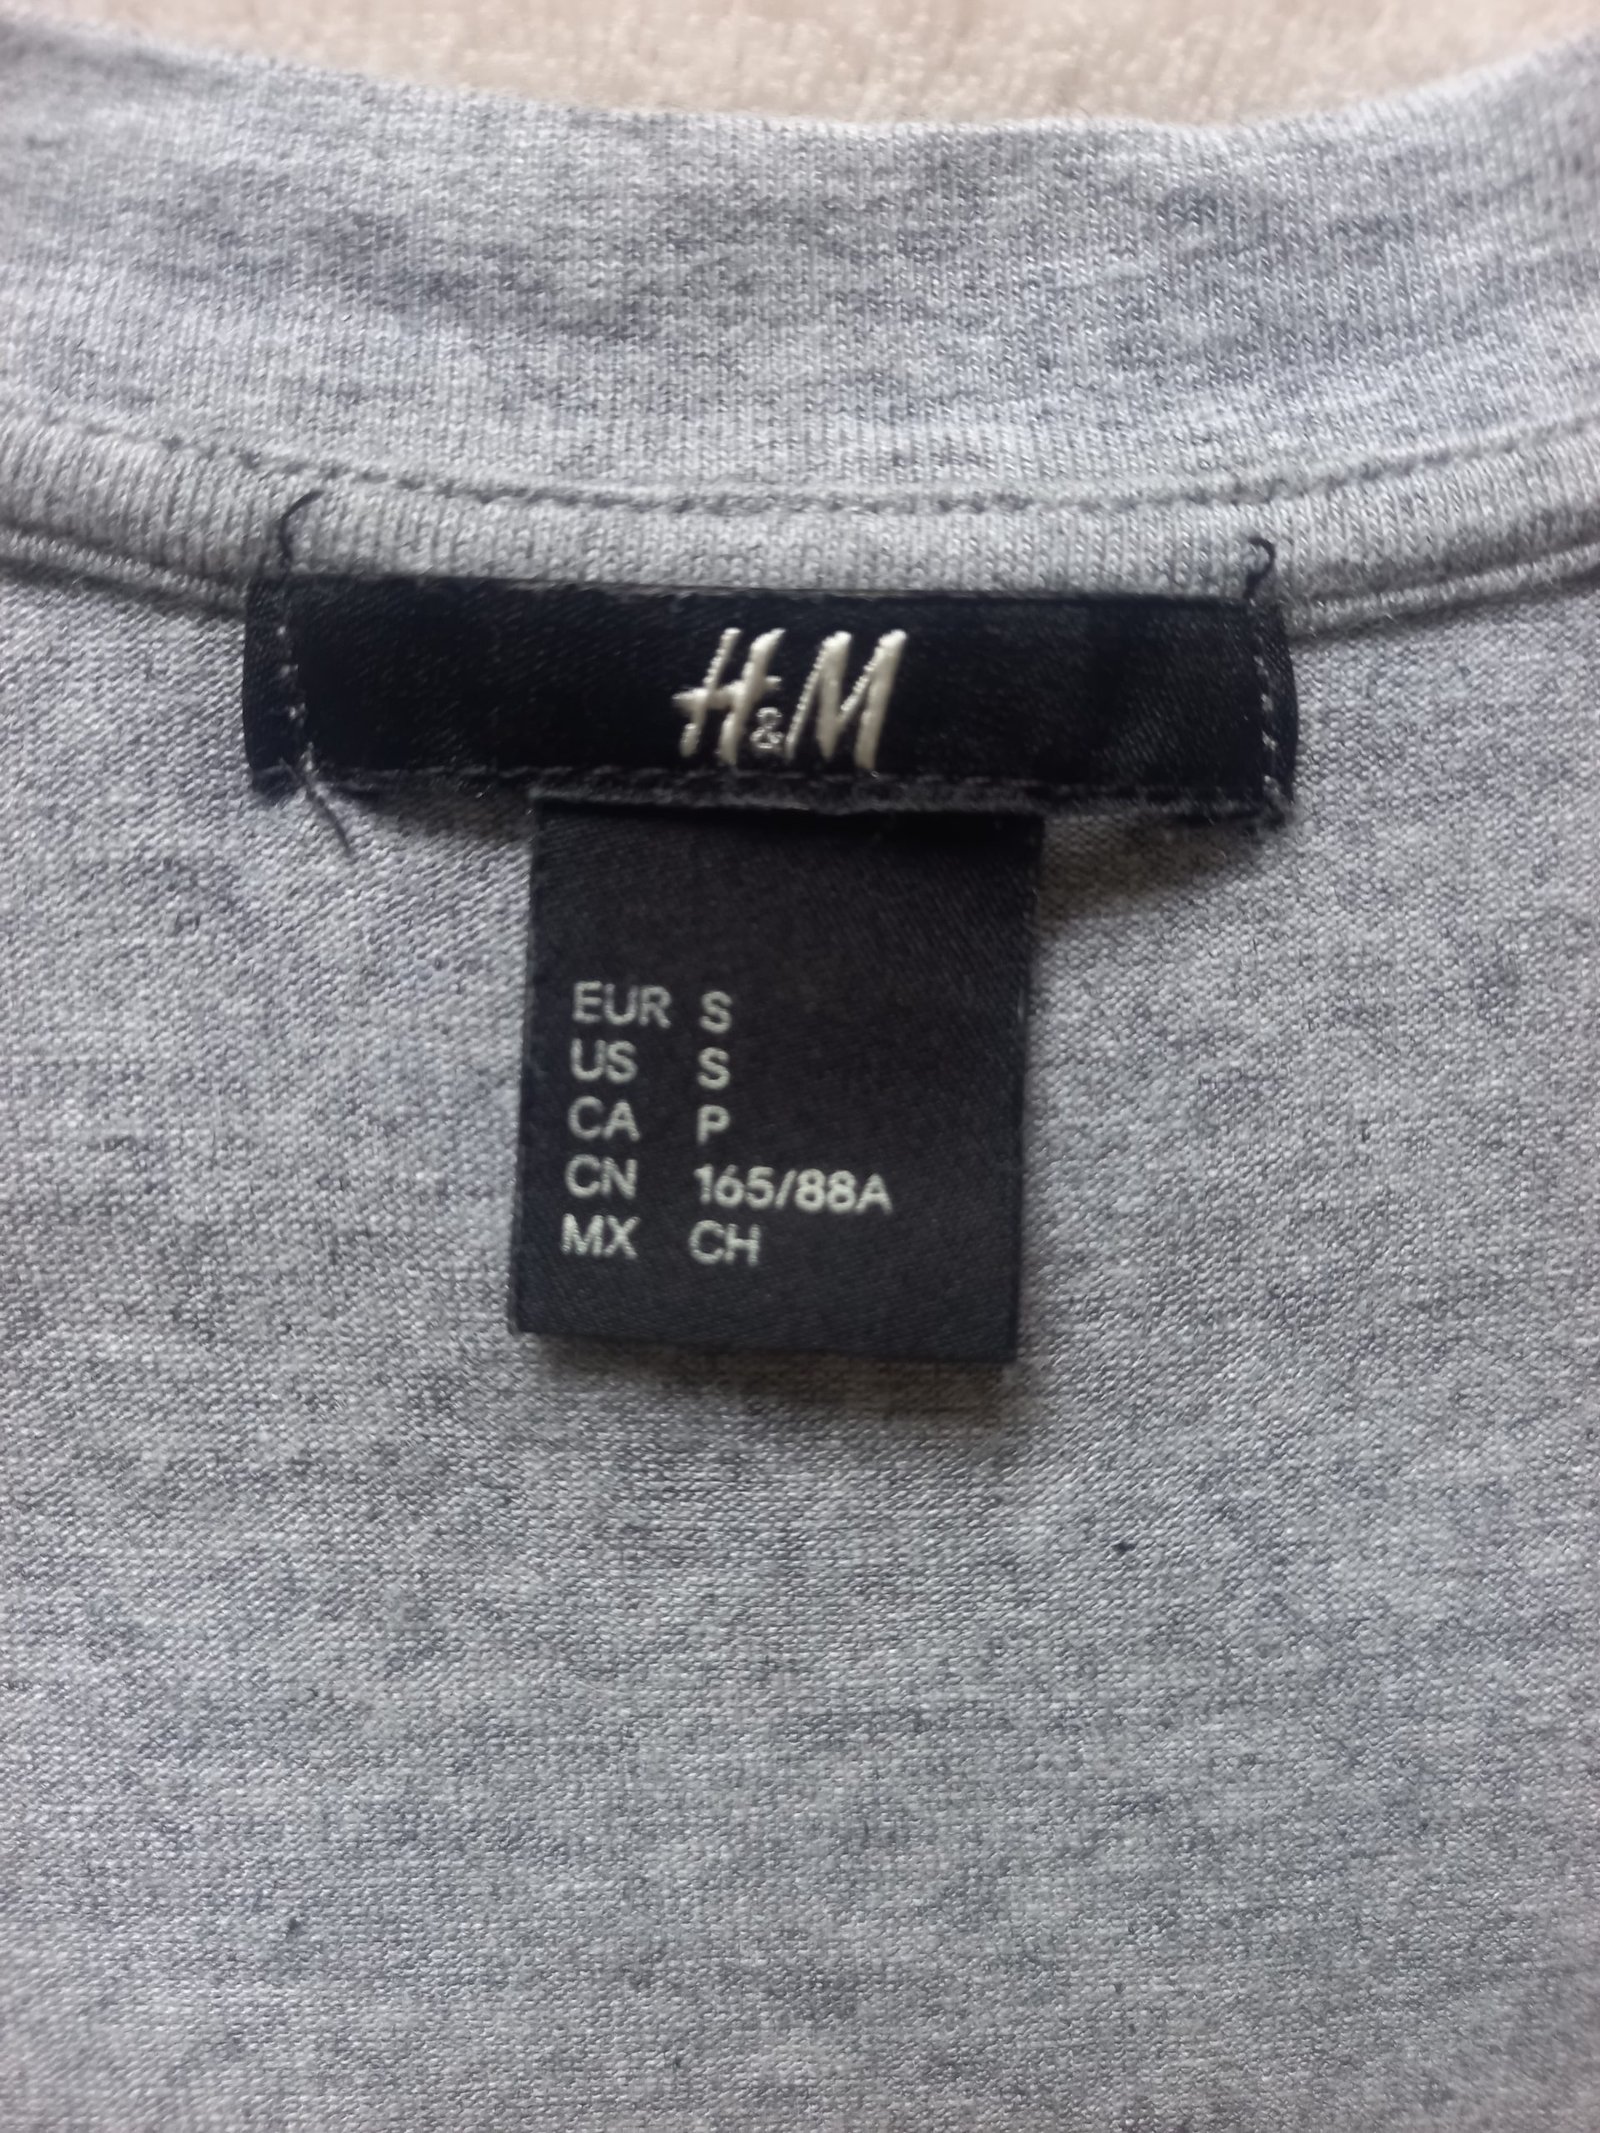 H&M
EUR S
US S
CA P
CN 165/88A
MX CH